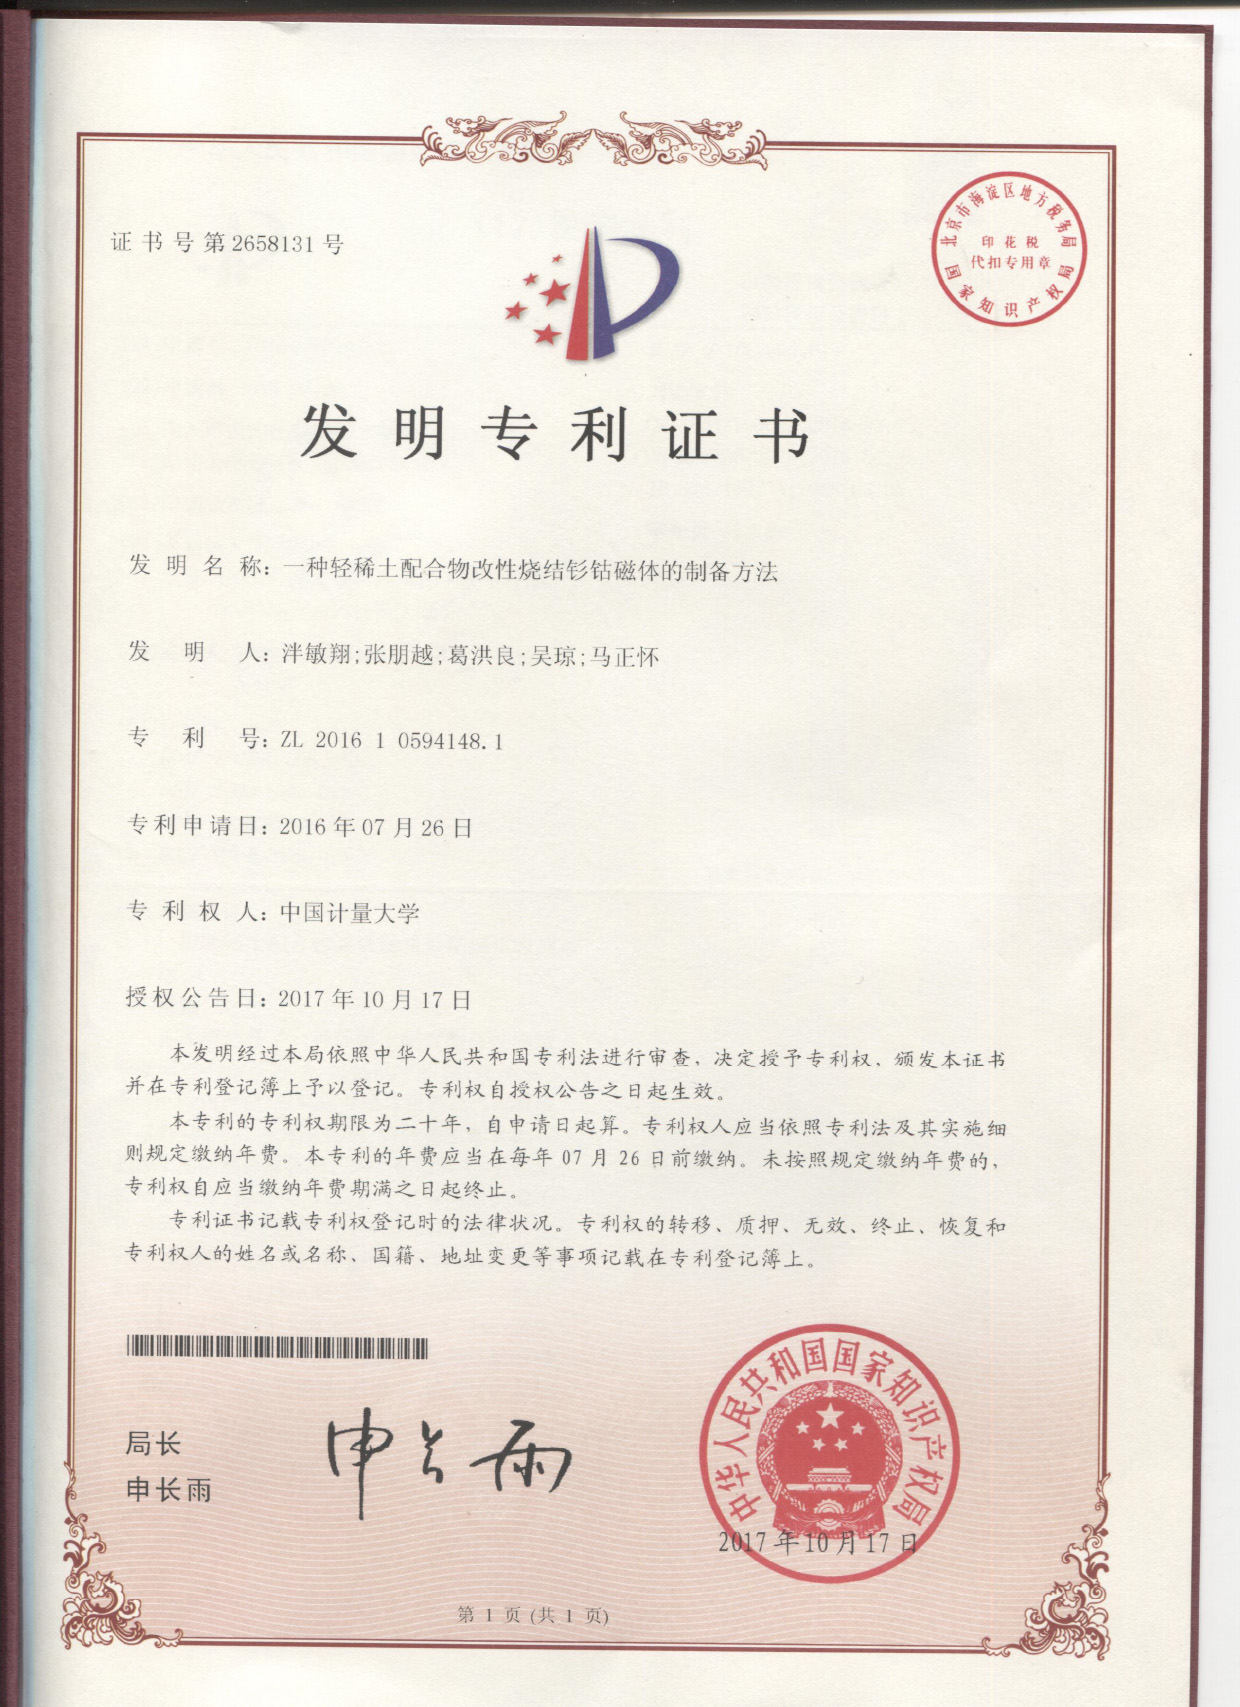 证书号第2658131号
北京市海淀区地方税务局
印花税
代扣专用章
国家知识产权局
发明专利证书
发明名称：一种轻稀土配合物改性烧结钐钴磁体的制备方法
发明人：泮敏翔;张朋越;葛洪良;吴琼;马正怀
专利号：ZL 2016 1 0594148.1
专利申请日：2016年07月26日
专利权人：中国计量大学
授权公告日：2017年10月17日
本发明经过本局依照中华人民共和国专利法进行审查，决定授予专利权，颁发本证书
并在专利登记簿上予以登记。专利权自授权公告之日起生效。
本专利的专利权期限为二十年，自申请日起算。专利权人应当依照专利法及其实施细
则规定缴纳年费。本专利的年费应当在每年07月26日前缴纳。未按照规定缴纳年费的，
专利权自应当缴纳年费期满之日起终止。
专利证书记载专利权登记时的法律状况。专利权的转移、质押、无效、终止、恢复和
专利权人的姓名或名称、国籍、地址变更等事项记载在专利登记簿上。
局长
申长雨
申长雨
中华人民共和国国家知识产权局
2017年10月17日
第1页(共1页)